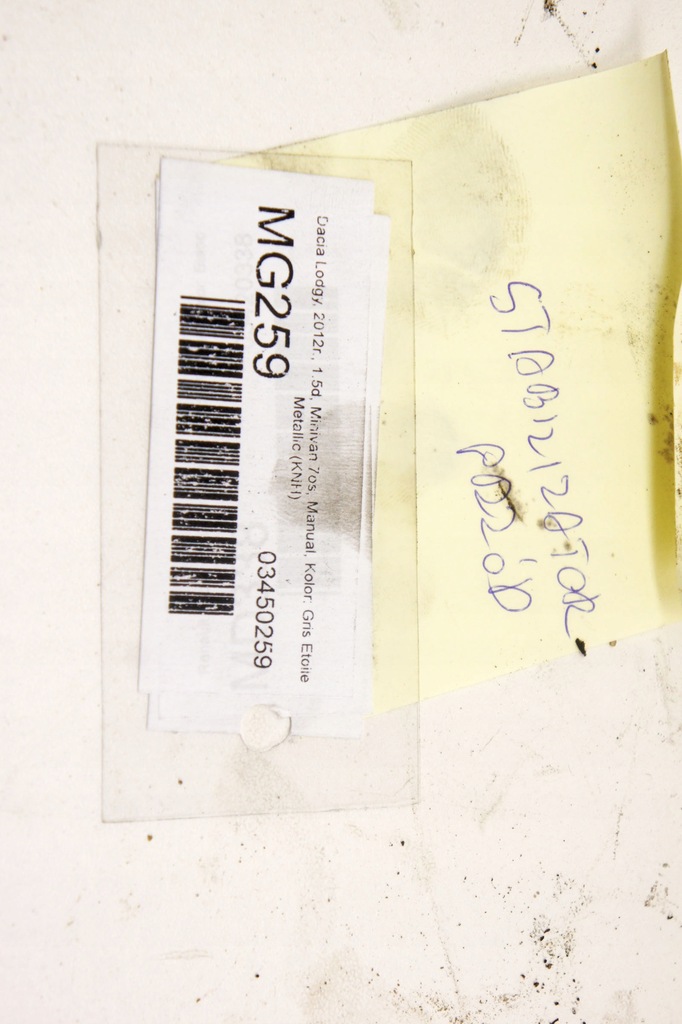 STABILIZATOR
PRZÓD
Dacia Lodgy, 2012r., 1.5d, Minivan 7os, Manual, Kolor: Gris Etoile
Metallic (KNH)
MG259
03450259